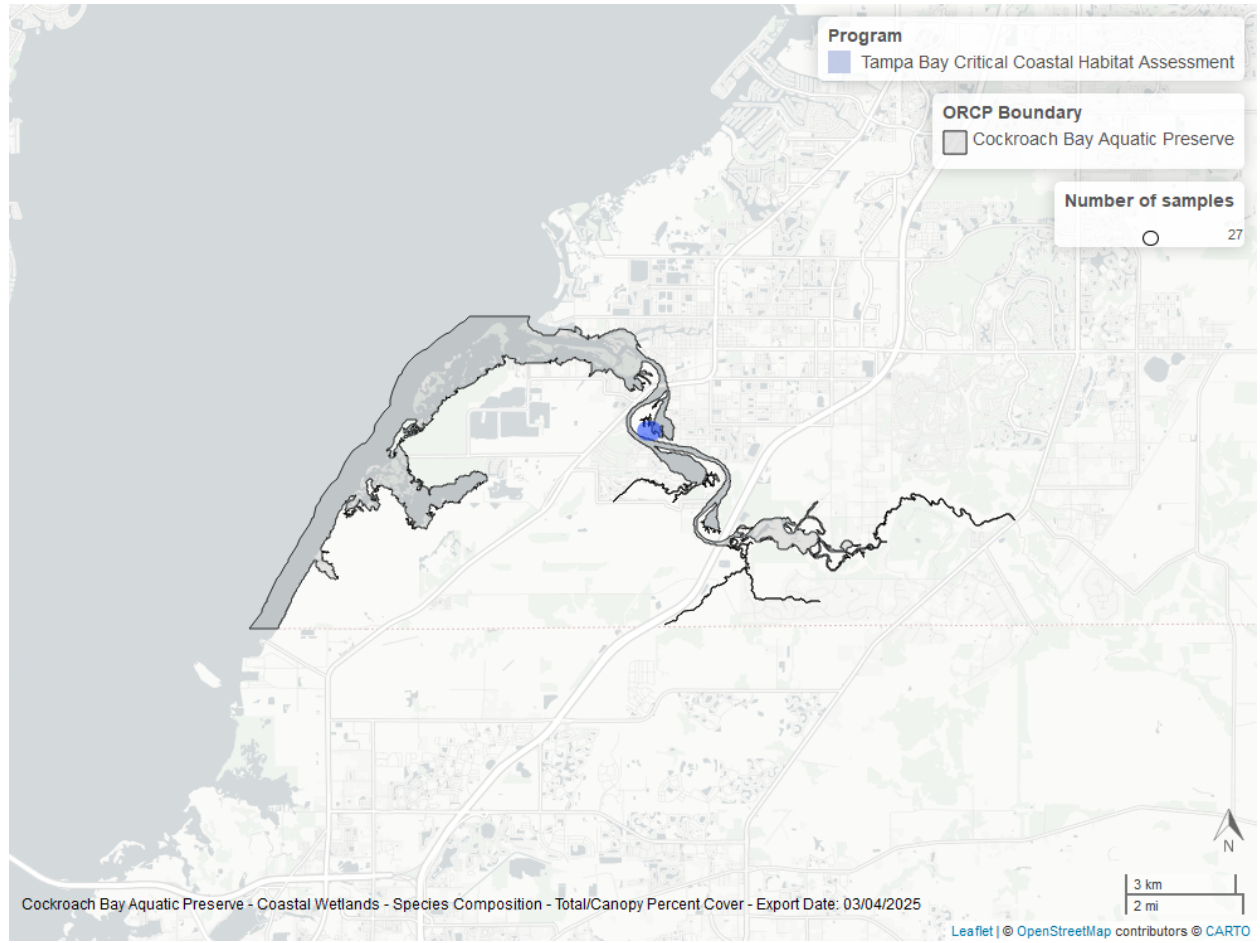 Program
Tampa Bay Critical Coastal Habitat Assessment
ORCP Boundary
Cockroach Bay Aquatic Preserve
Number of samples
27
N
3 km
2 mi
Cockroach Bay Aquatic Preserve - Coastal Wetlands - Species Composition - Total/Canopy Percent Cover - Export Date: 03/04/2025
Leaflet | © OpenStreetMap contributors © CARTO